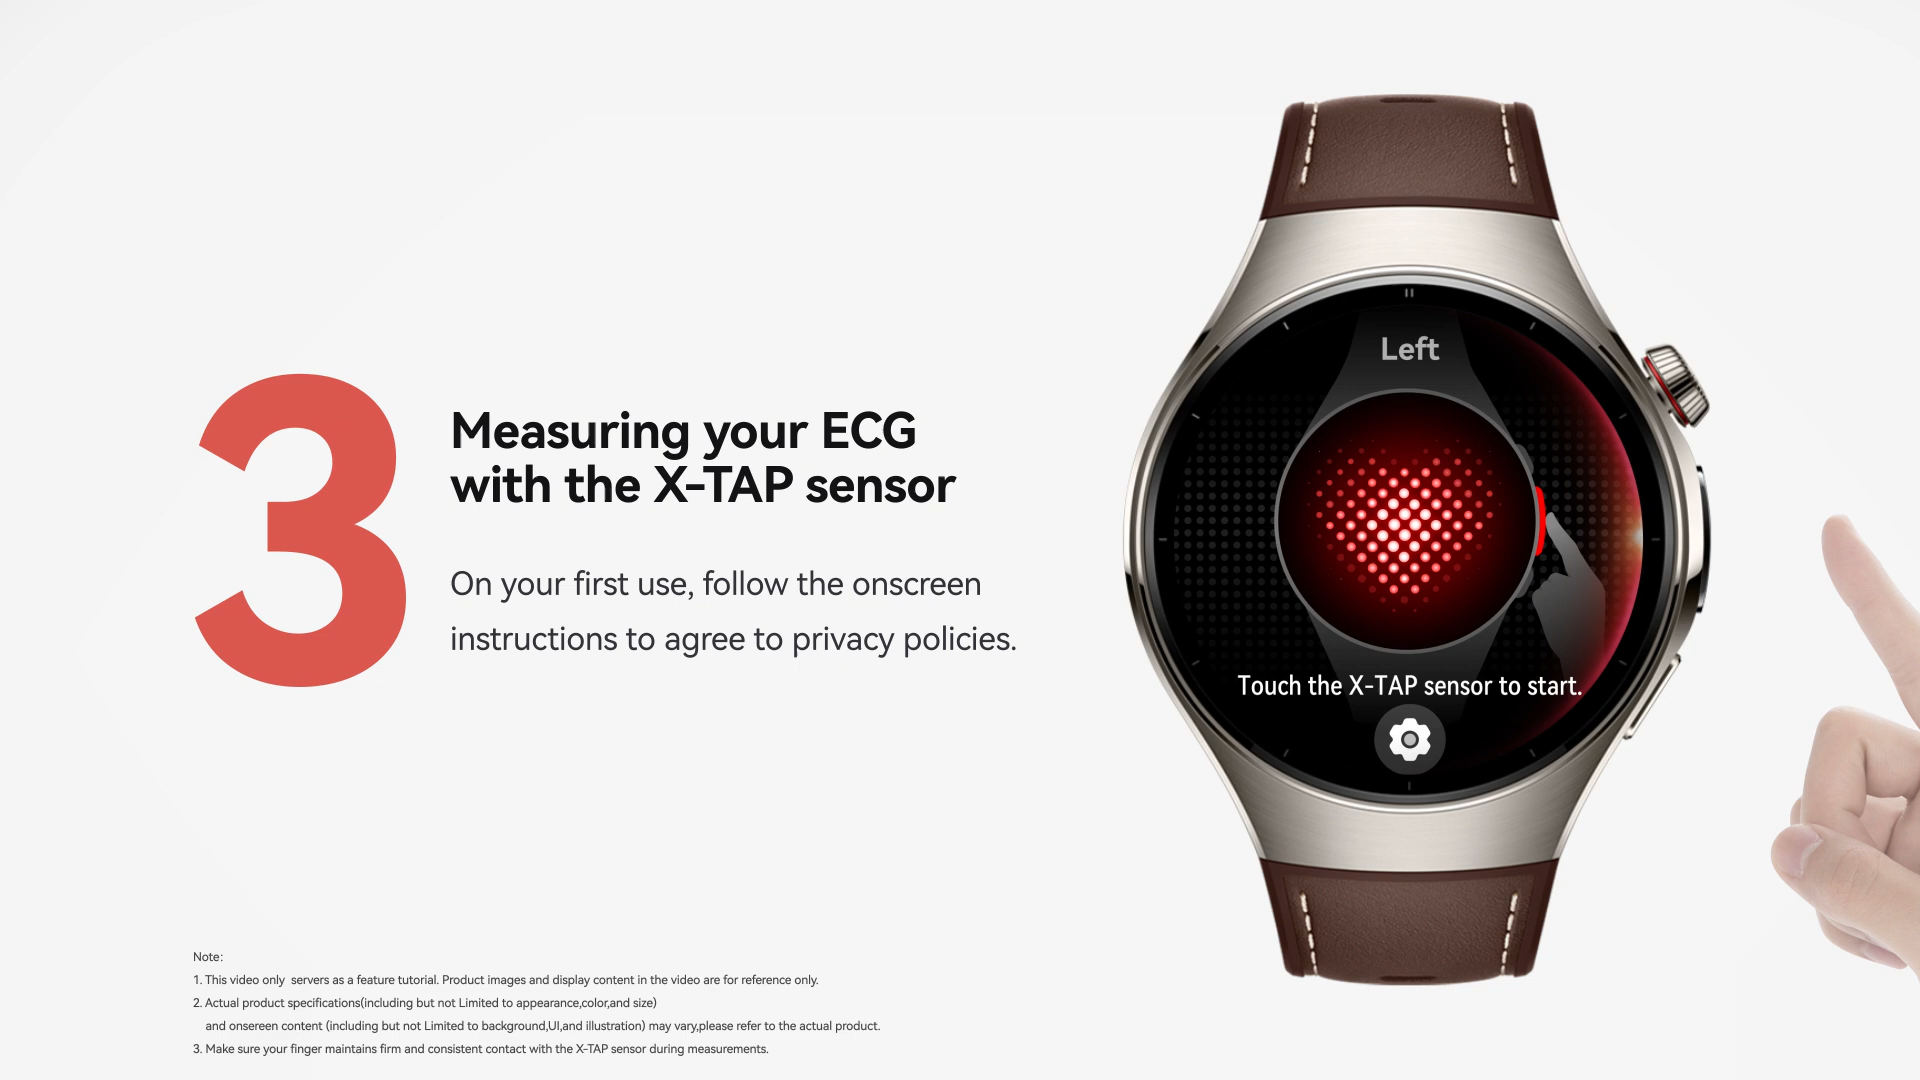 3
Measuring your ECG
with the X-TAP sensor
On your first use, follow the onscreen
instructions to agree to privacy policies.
Left
Touch the X-TAP sensor to start.
Note:
1. This video only  servers as a feature tutorial. Product images and display content in the video are for reference only.
2. Actual product specifications(including but not Limited to appearance,color,and size)
and onsereen content (including but not Limited to background,UI,and illustration) may vary,please refer to the actual product.
3. Make sure your finger maintains firm and consistent contact with the X-TAP sensor during measurements.